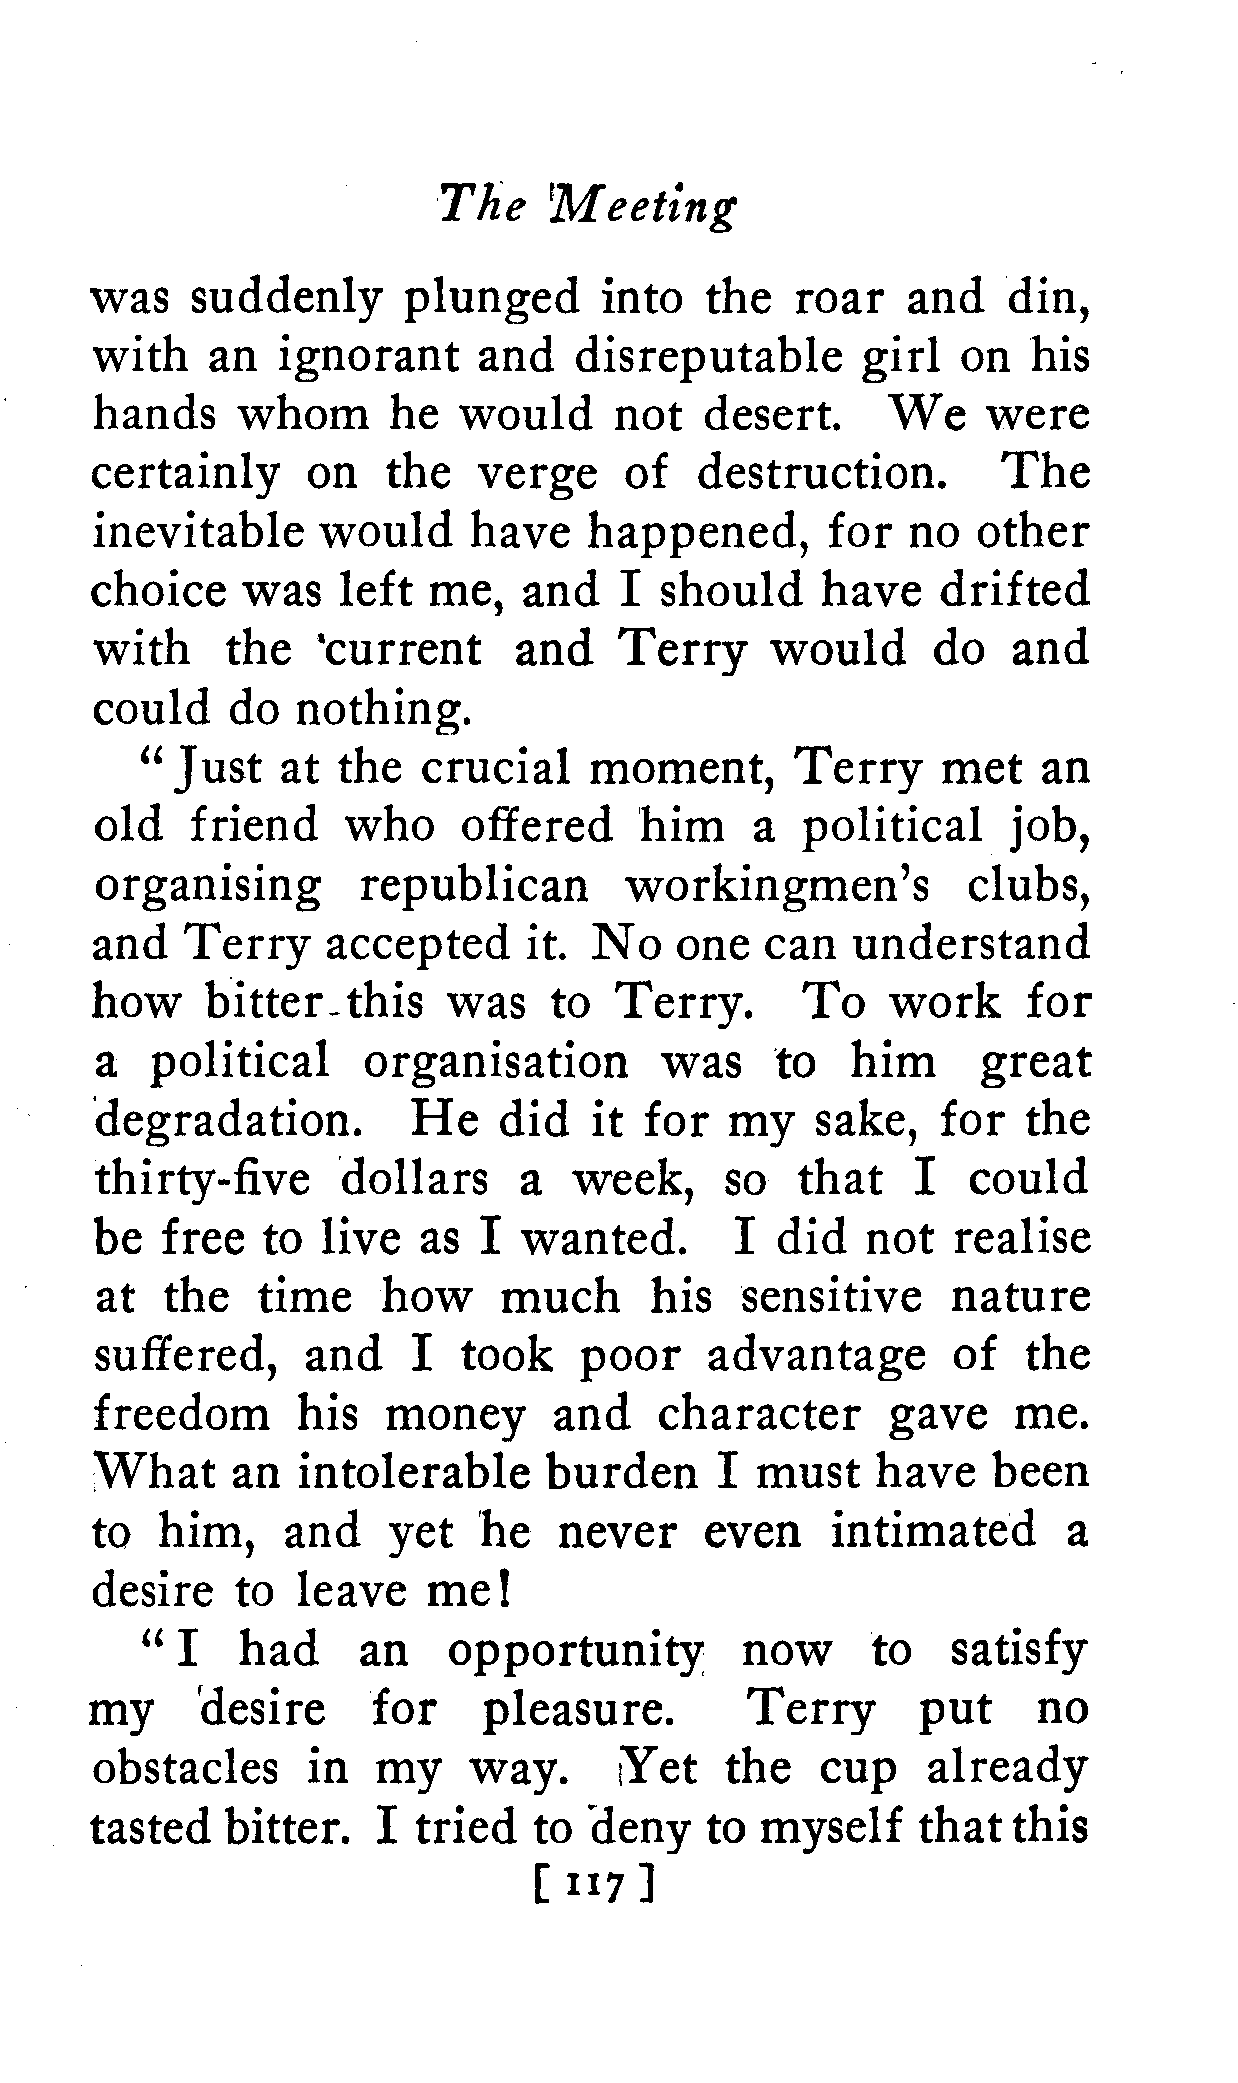 The Meeting
was suddenly plunged into the roar and din,
with an ignorant and disreputable girl on his
hands whom he would not desert. We were
certainly on the verge of destruction. The
inevitable would have happened, for no other
choice was left me, and I should have drifted
with the 'current and Terry would do and
could do nothing.
" Just at the crucial moment, Terry met an
old friend who offered him a political job,
organising republican workingmen's clubs,
and Terry accepted it. No one can understand
how bitter this was to Terry. To work for
a political organisation was to him great
degradation. He did it for my sake, for the
thirty-five dollars a week, so that I could
be free to live as I wanted. I did not realise
at the time how much his sensitive nature
suffered, and I took poor advantage of the
freedom his money and character gave me.
What an intolerable burden I must have been
to him, and yet he never even intimated a
desire to leave me!
" I had an opportunity now to satisfy
my desire for pleasure. Terry put no
obstacles in my way. Yet the cup already
tasted bitter. I tried to deny to myself that this
[ 117 ]